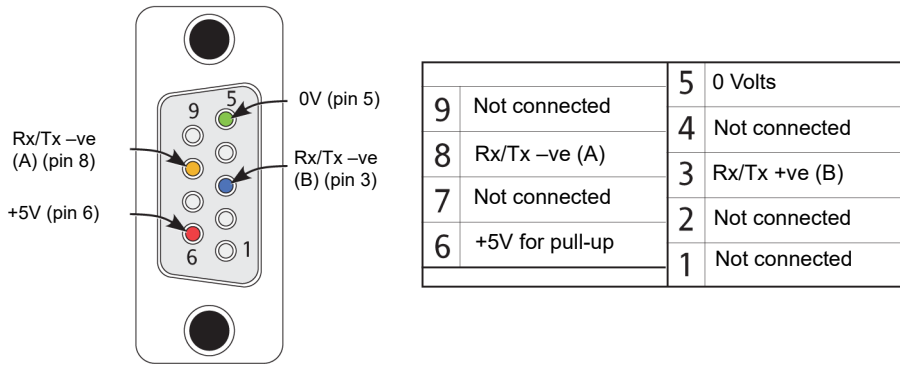 9
5
0V (pin 5)
Rx/Tx –ve
(A) (pin 8)
Rx/Tx –ve
(B) (pin 3)
+5V (pin 6)
6
1
9 Not connected
8 Rx/Tx –ve (A)
7 Not connected
6 +5V for pull-up
5 0 Volts
4 Not connected
3 Rx/Tx +ve (B)
2 Not connected
1 Not connected